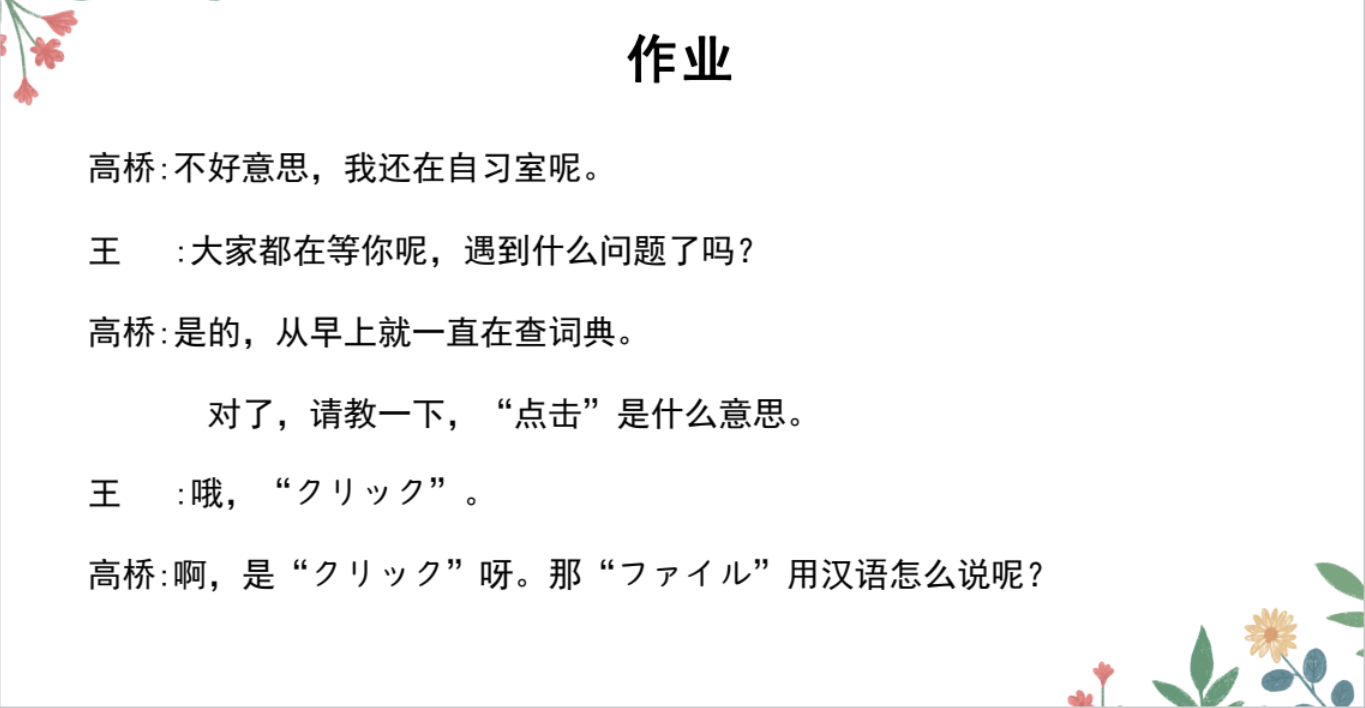 作业
高桥:不好意思，我还在自习室呢。
王 :大家都在等你呢，遇到什么问题了吗？
高桥:是的，从早上就一直在查词典。
对了，请教一下，“点击”是什么意思。
王 :哦，“クリック”。
高桥:啊，是“クリック”呀。那“ファイル”用汉语怎么说呢？